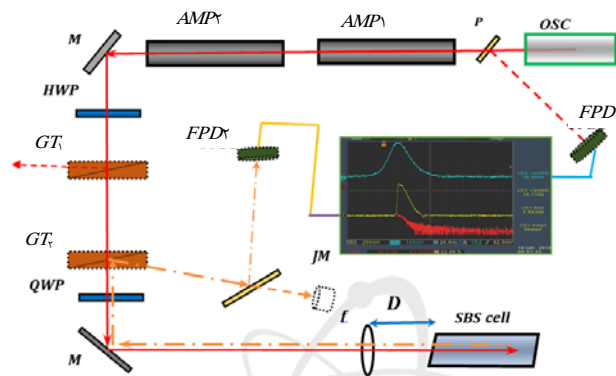 AMP۲
AMP۱
P
OSC
M
HWP
FPD۲
FPD
GT۱
GT۲
JM
QWP
f
D
SBS cell
M